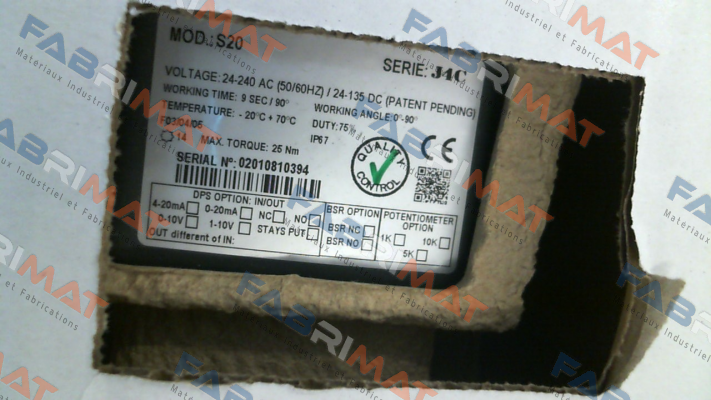 MOD.: S20
SERIE: J4C
VOLTAGE: 24-240 AC (50/60HZ) / 24-135 DC (PATENT PENDING)
WORKING TIME: 9 SEC / 90°
WORKING ANGLE: 0°-90°
TEMPERATURE: - 20°C + 70°C
DUTY: 75%
F03/04/05
IP67
14 MAX. TORQUE: 25 Nm
SERIAL Nº: 02010810394
QUALITY CONTROL
CE
DPS OPTION: IN/OUT
BSR OPTION
POTENTIOMETER OPTION
4-20mA 0-20mA NC NO
BSR NC
1K 10K
0-10V 1-10V STAYS PUT
BSR NO
5K
OUT different of IN:
FABRIMAT
Materiaux Industriel et Fabrications